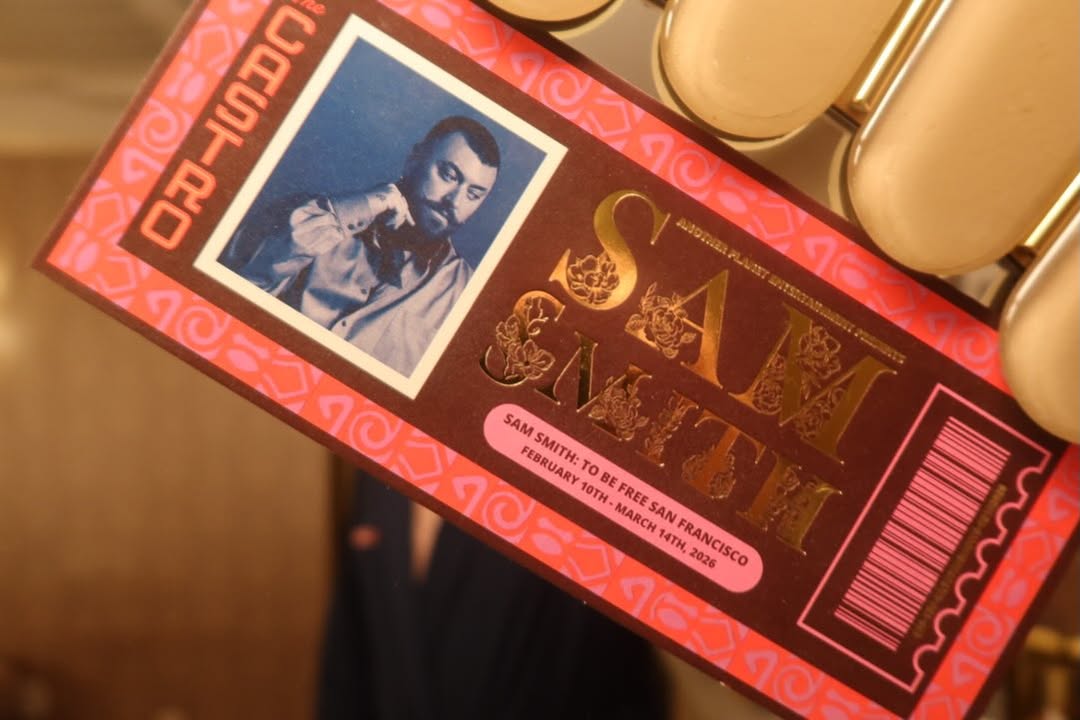 The
CASTRO
ANOTHER PLANET ENTERTAINMENT PRESENTS
SAM
SMITH
SAM SMITH: TO BE FREE SAN FRANCISCO
FEBRUARY 10TH - MARCH 14TH, 2026